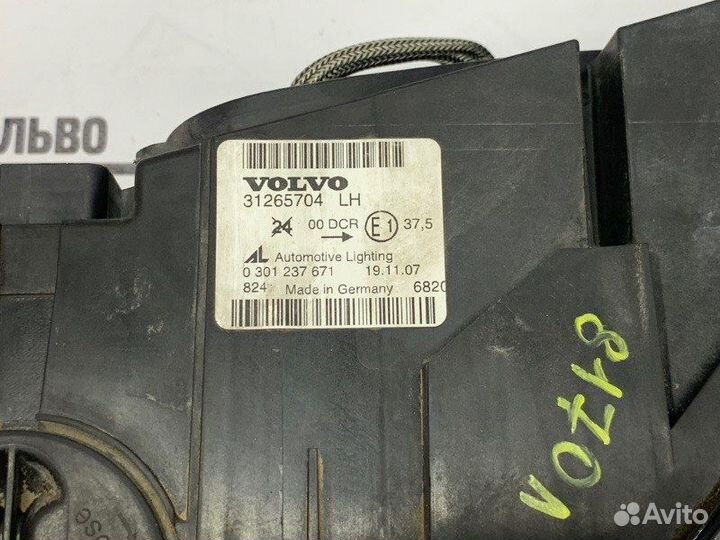 ЛЬВО
VOLVO
31265704 LH
24 00 DCR E1 37,5
AL Automotive Lighting
0 301 237 671 19.11.07
824 Made in Germany 6820
Avito